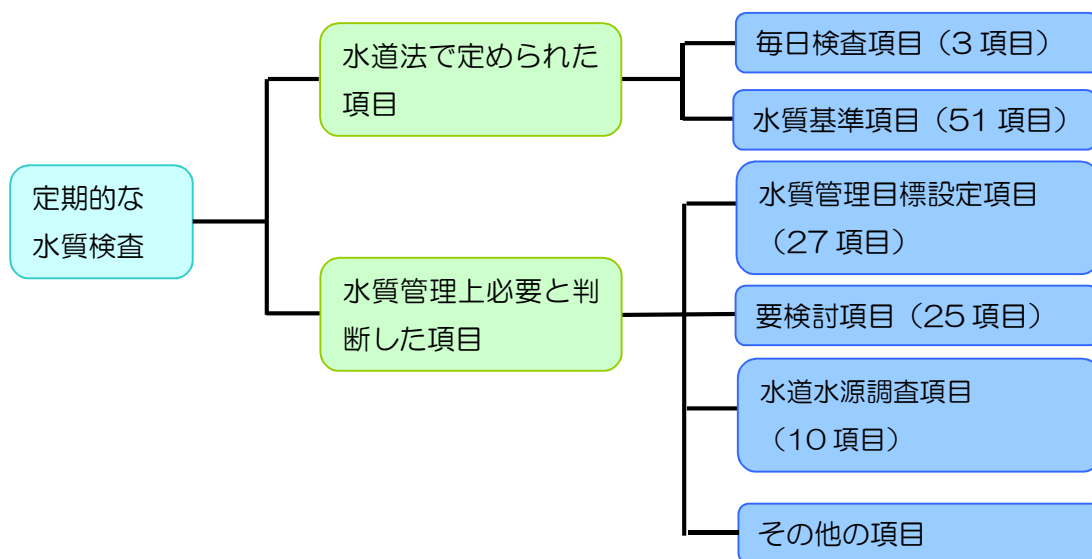 定期的な
水質検査
水道法で定められた
項目
毎日検査項目（3 項目）
水質基準項目（51 項目）
水質管理上必要と判
断した項目
水質管理目標設定項目
（27 項目）
要検討項目（25 項目）
水道水源調査項目
（10 項目）
その他の項目